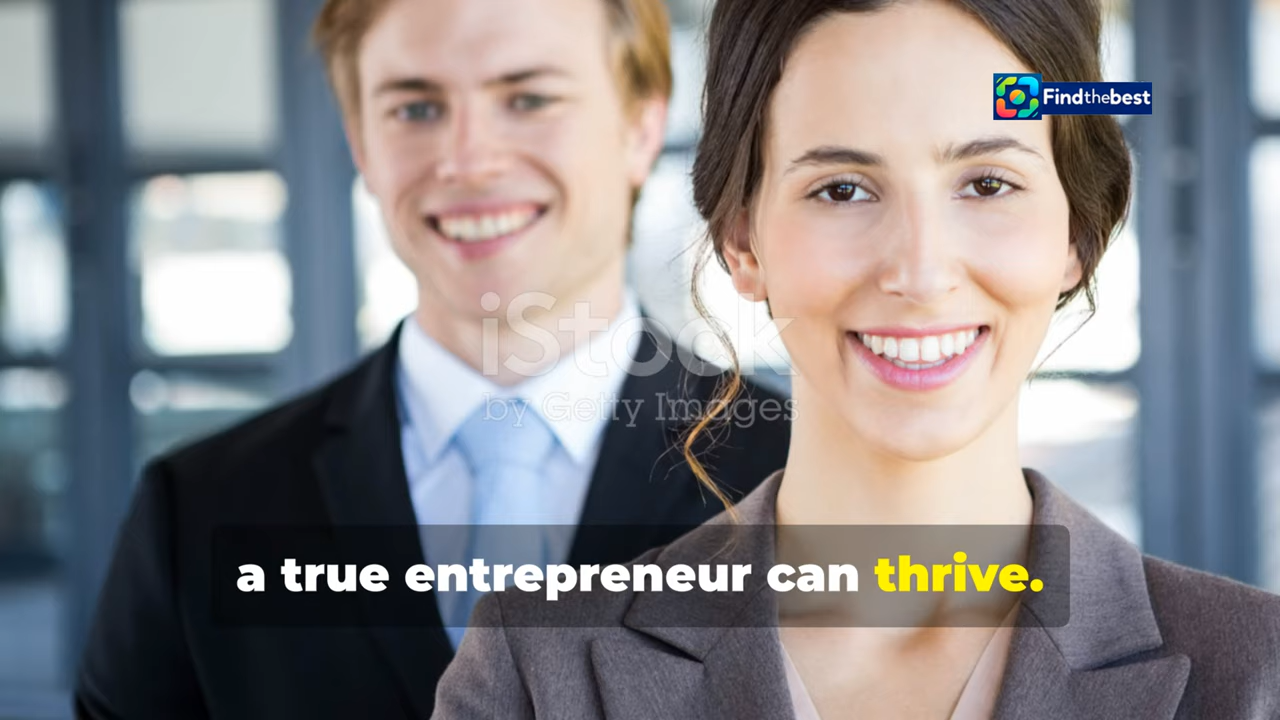 Findthebest
iStock
by Getty Images
a true entrepreneur can thrive.